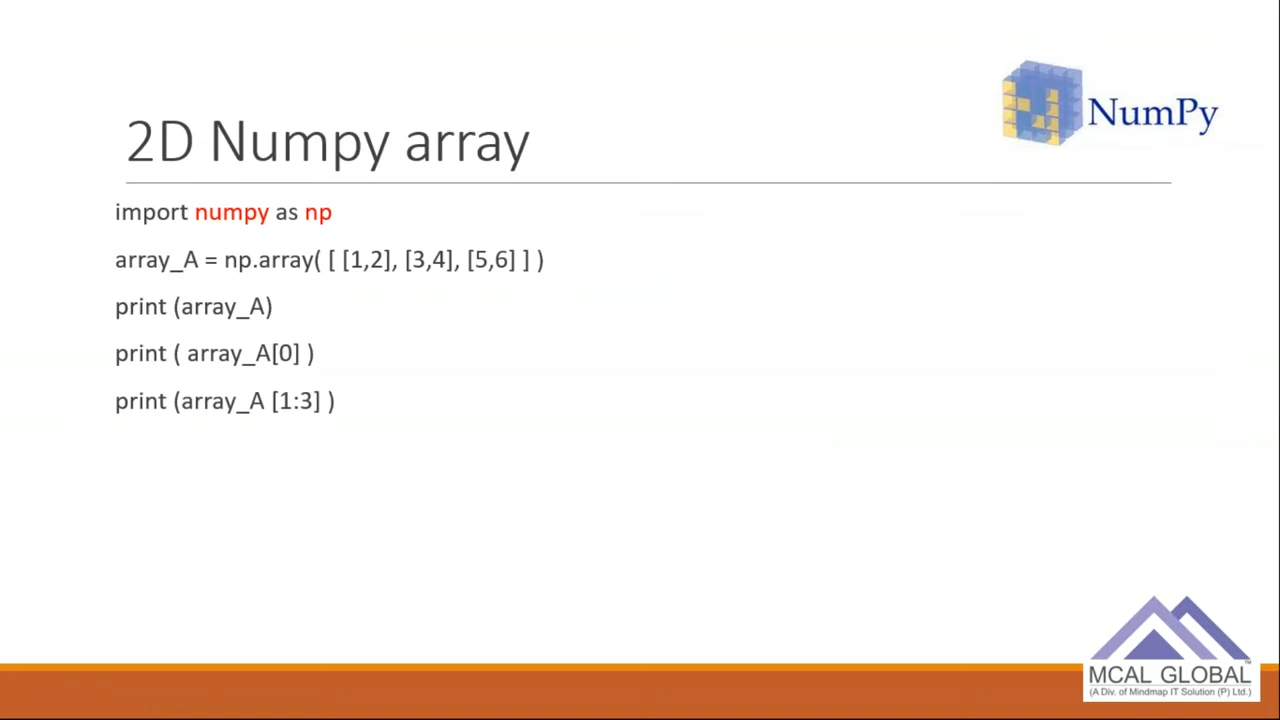 NumPy
2D Numpy array
import numpy as np
array_A = np.array( [ [1,2], [3,4], [5,6] ] )
print (array_A)
print ( array_A[0] )
print (array_A [1:3] )
MCAL GLOBAL™
(A Div. of Mindmap IT Solution (P) Ltd.)